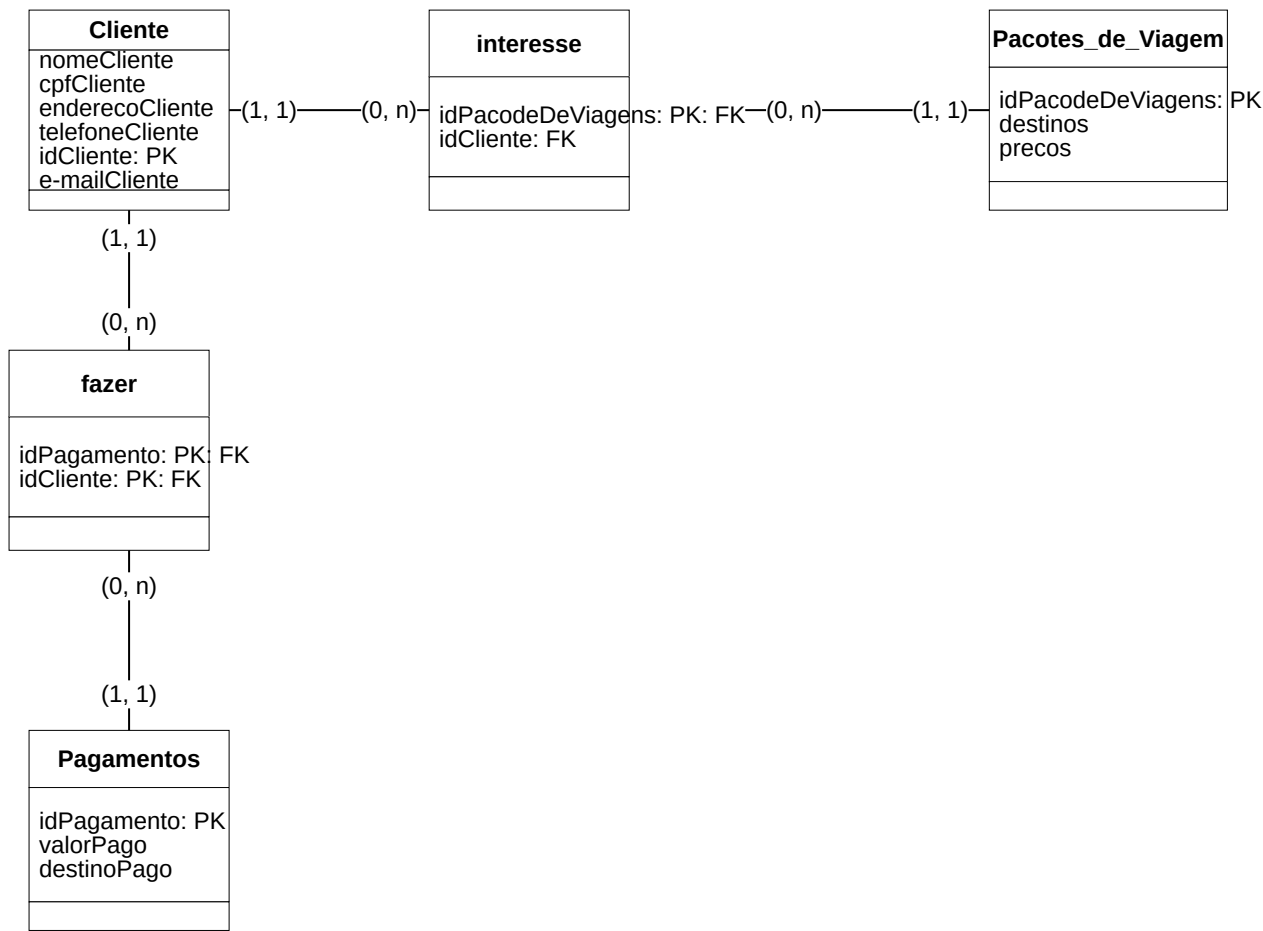 Cliente
nomeCliente
cpfCliente
enderecoCliente
telefoneCliente
idCliente: PK
e-mailCliente
(1, 1)
(0, n)
interesse
idPacodeDeViagens: PK: FK
idCliente: FK
(0, n)
(1, 1)
Pacotes_de_Viagem
idPacodeDeViagens: PK
destinos
precos
(1, 1)
(0, n)
fazer
idPagamento: PK: FK
idCliente: PK: FK
(0, n)
(1, 1)
Pagamentos
idPagamento: PK
valorPago
destinoPago